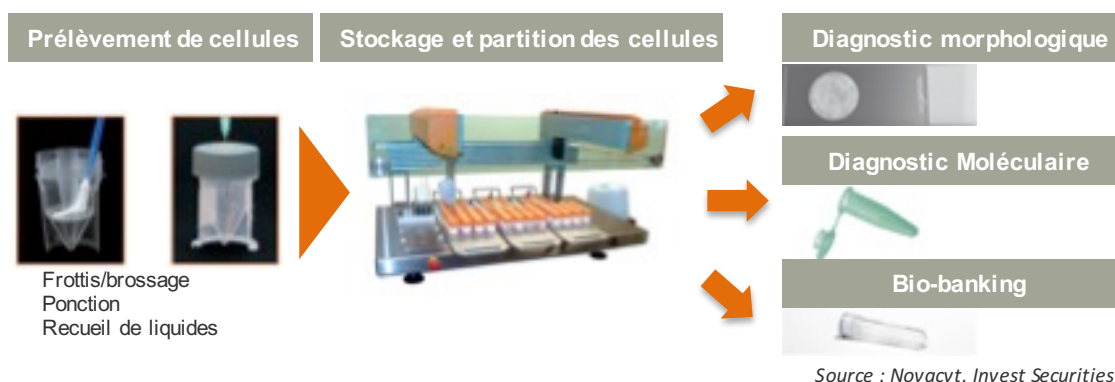 Prélèvement de cellules
Stockage et partition des cellules
Diagnostic morphologique
Diagnostic Moléculaire
Frottis/brossage
Ponction
Recueil de liquides
Bio-banking
Source : Novacyt, Invest Securities